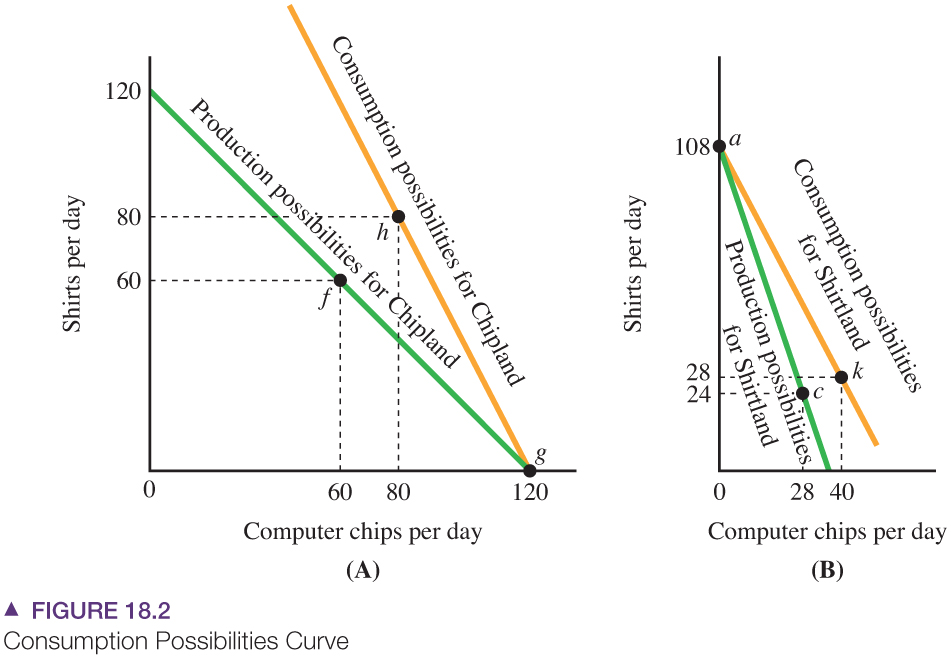 120
80
60
0
60
80
120
f
h
g
Shirts per day
Production possibilities for Chipland
Consumption possibilities for Chipland
Computer chips per day
(A)
108
28
24
0
28
40
a
k
c
Shirts per day
Production possibilities
for Shirtland
Consumption possibilities
for Shirtland
Computer chips per day
(B)
▲ FIGURE 18.2
Consumption Possibilities Curve